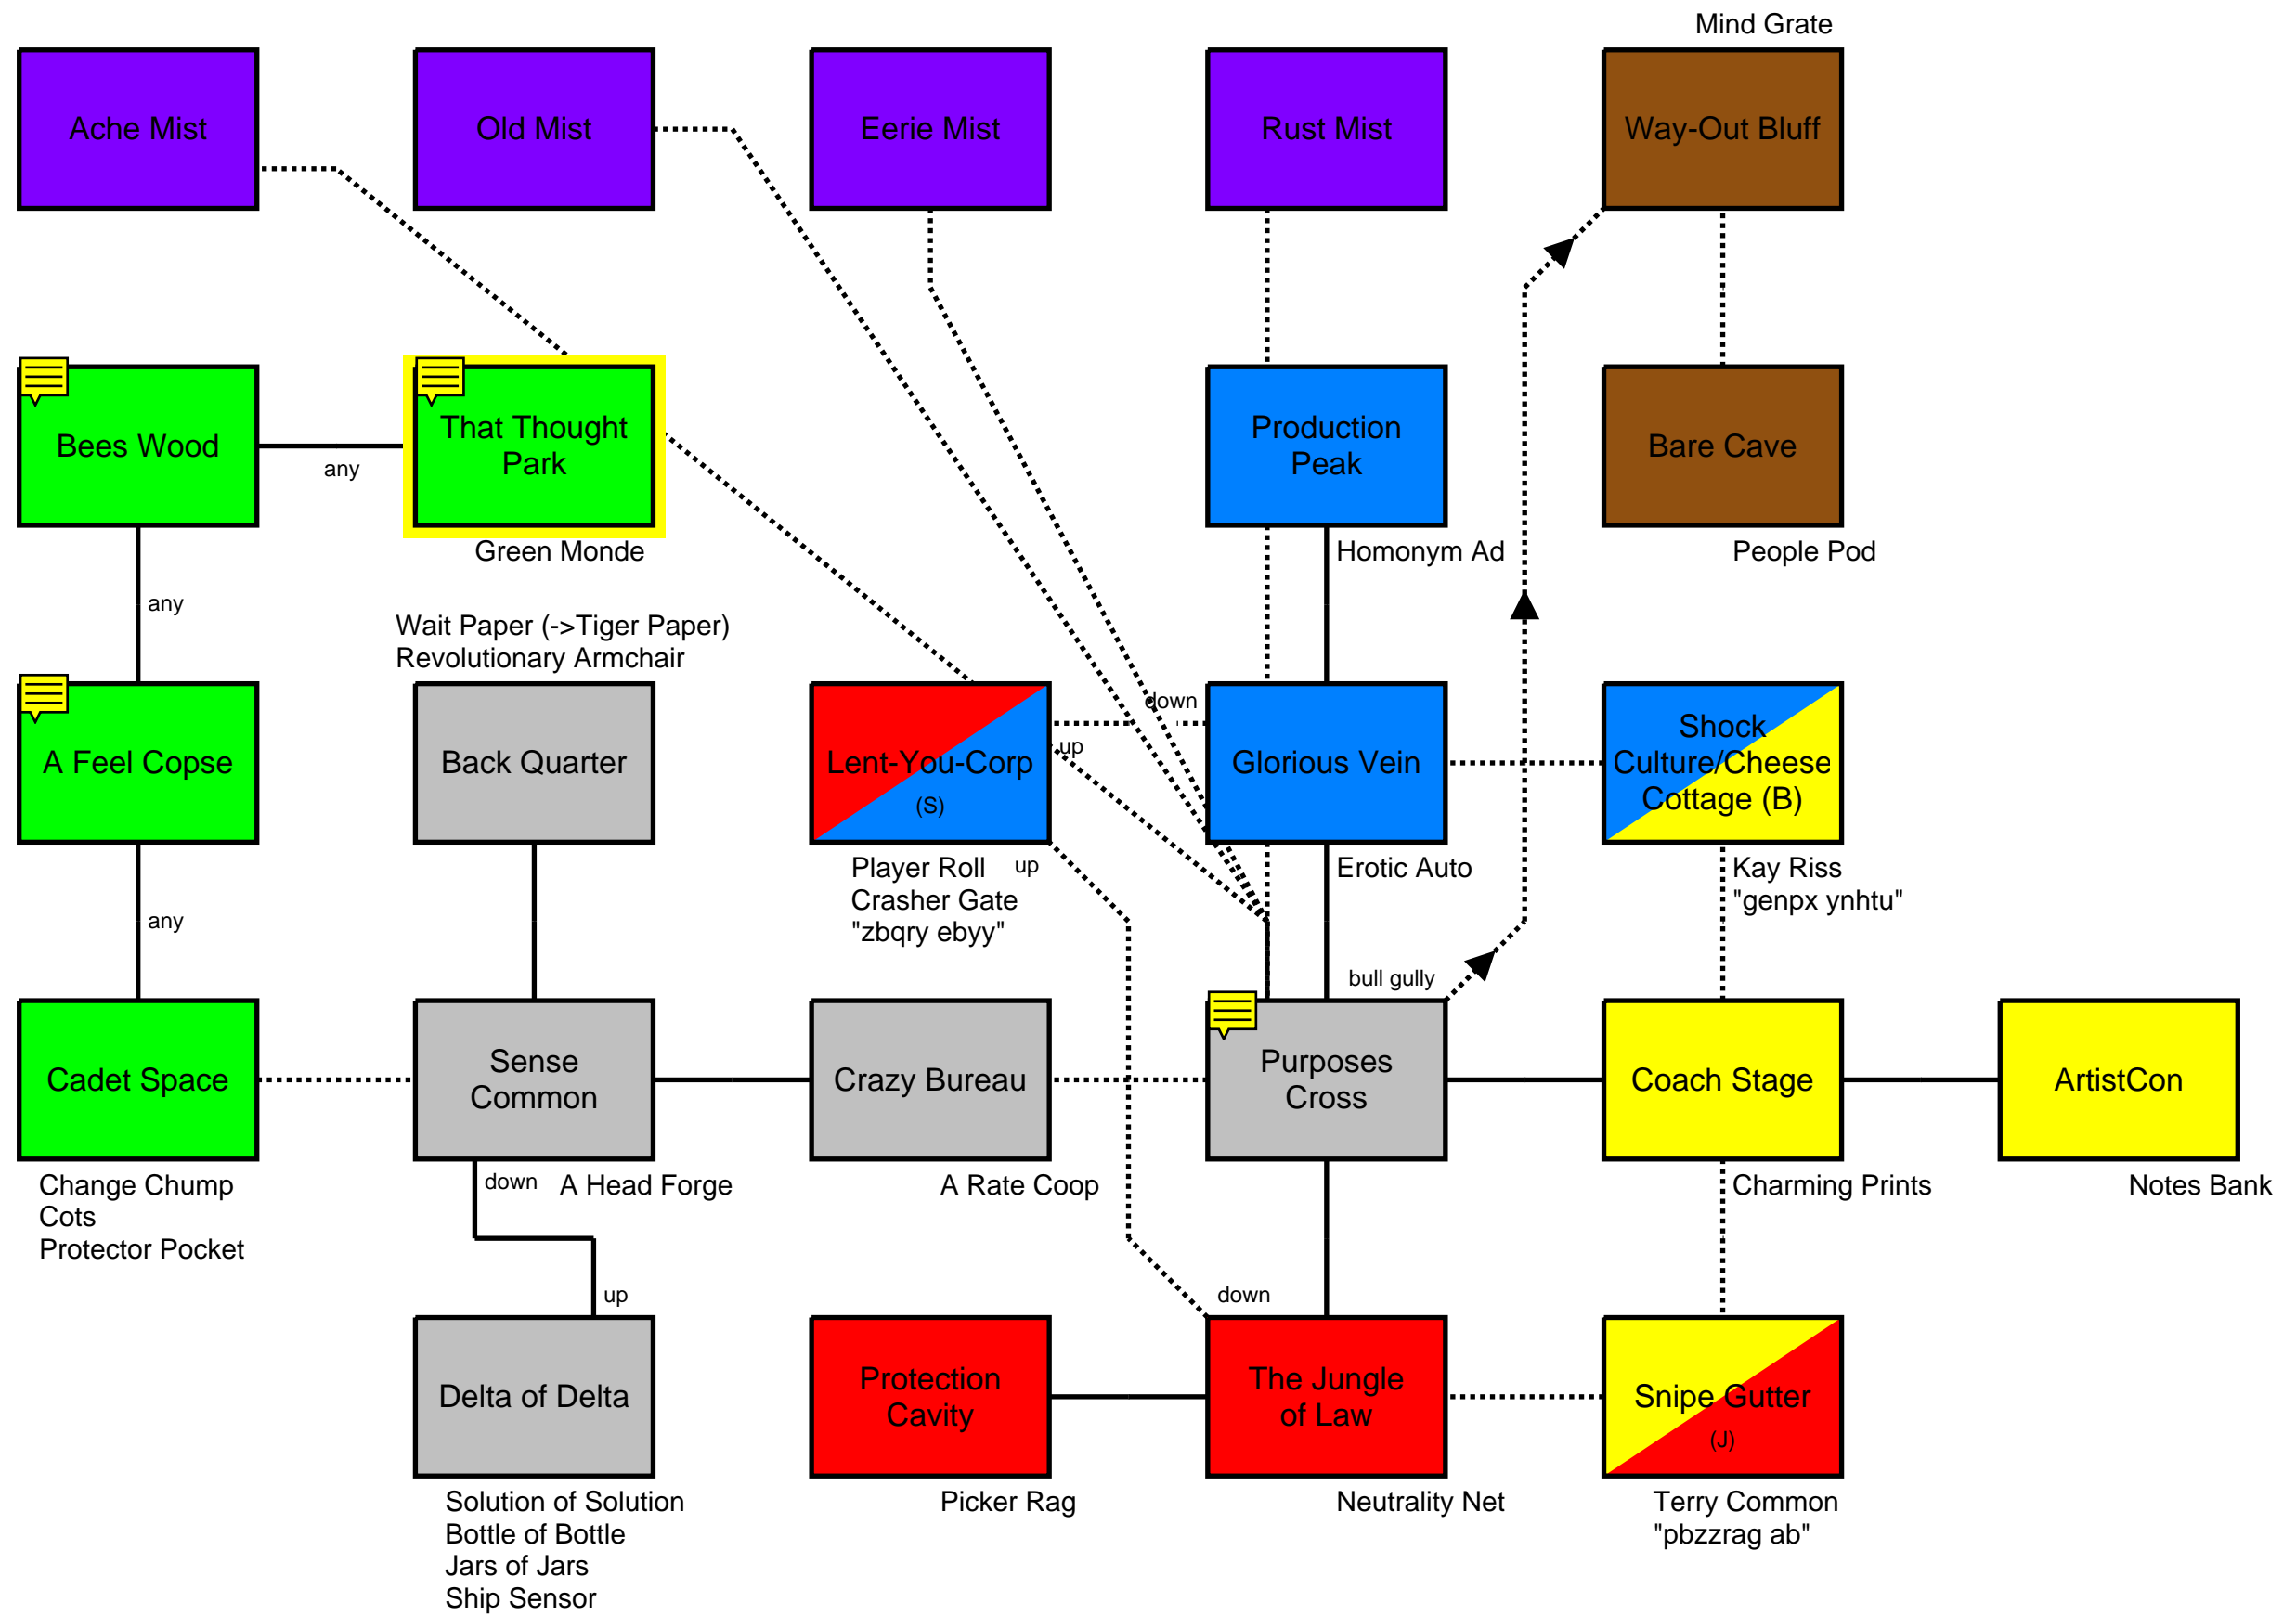 Mind Grate
Ache Mist
Old Mist
Eerie Mist
Rust Mist
Way-Out Bluff
Bees Wood
any
That Thought
Park
Production
Peak
Bare Cave
Green Monde
Homonym Ad
People Pod
any
Wait Paper (->Tiger Paper)
Revolutionary Armchair
A Feel Copse
Back Quarter
Lent-You-Corp
(S)
down
up
Glorious Vein
Shock
Culture/Cheese
Cottage (B)
Player Roll
Crasher Gate
"zbqry ebyy"
up
Erotic Auto
Kay Riss
"genpx ynhtu"
any
bull gully
Cadet Space
Sense
Common
Crazy Bureau
Purposes
Cross
Coach Stage
ArtistCon
Change Chump
Cots
Protector Pocket
down
A Head Forge
A Rate Coop
Charming Prints
Notes Bank
up
down
Delta of Delta
Protection
Cavity
The Jungle
of Law
Snipe Gutter
(J)
Solution of Solution
Bottle of Bottle
Jars of Jars
Ship Sensor
Picker Rag
Neutrality Net
Terry Common
"pbzzrag ab"